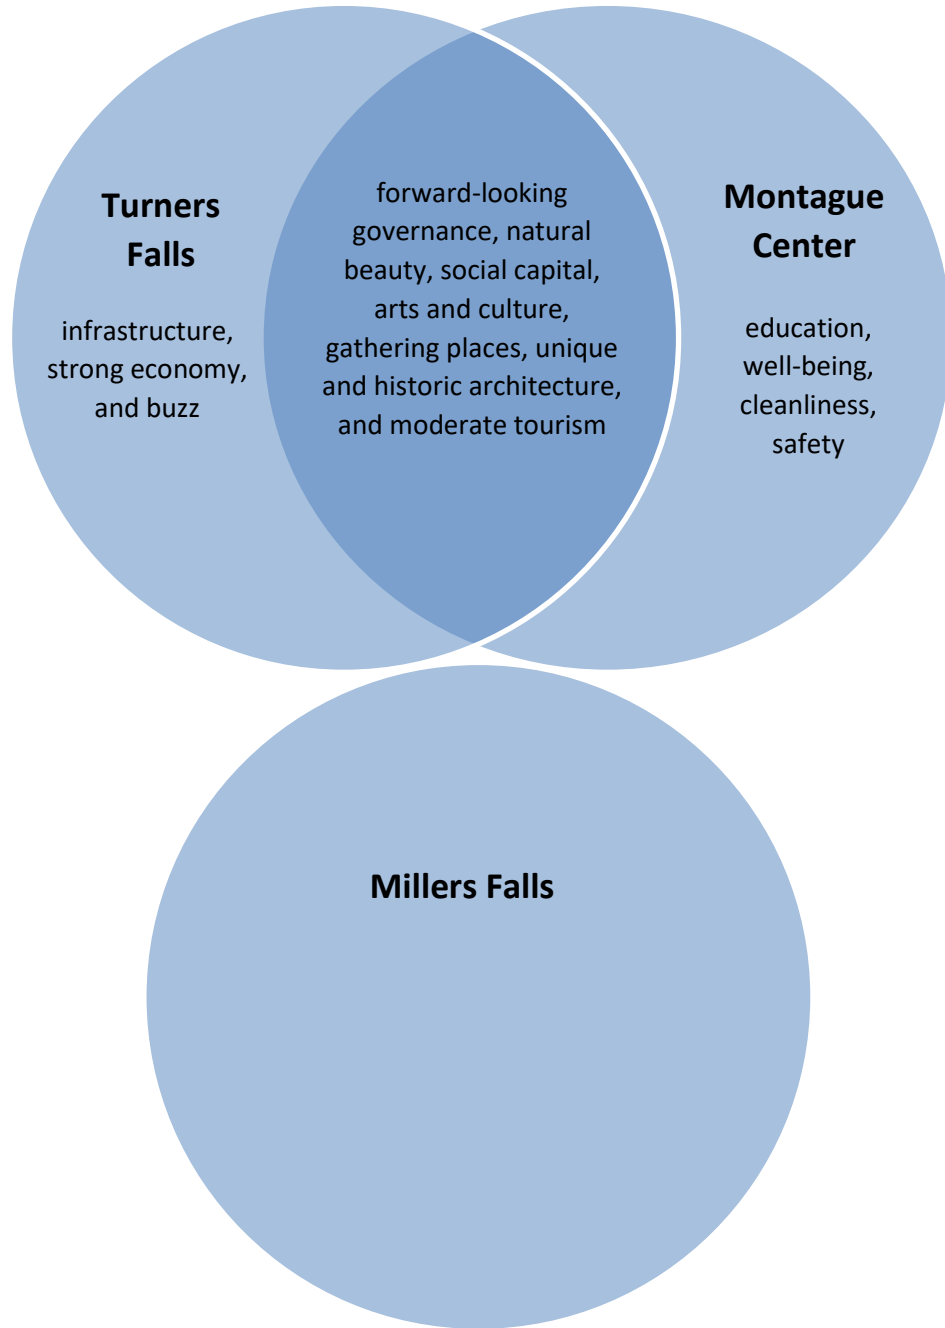 Turners
Falls
infrastructure,
strong economy,
and buzz
forward-looking
governance, natural
beauty, social capital,
arts and culture,
gathering places, unique
and historic architecture,
and moderate tourism
Montague
Center
education,
well-being,
cleanliness,
safety
Millers Falls